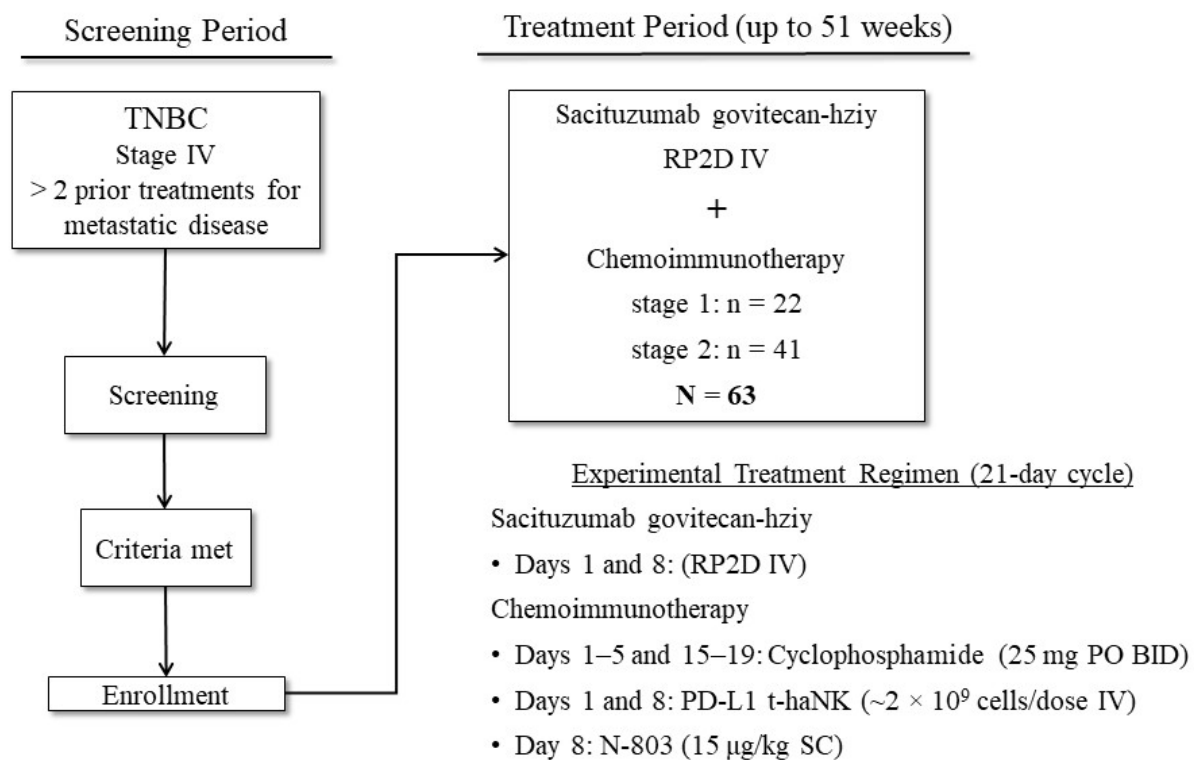 Screening Period
TNBC
Stage IV
> 2 prior treatments for
metastatic disease
Screening
Criteria met
Enrollment
Treatment Period (up to 51 weeks)
Sacituzumab govitecan-hziy
RP2D IV
+
Chemoimmunotherapy
stage 1: n = 22
stage 2: n = 41
N = 63
Experimental Treatment Regimen (21-day cycle)
Sacituzumab govitecan-hziy
• Days 1 and 8: (RP2D IV)
Chemoimmunotherapy
• Days 1–5 and 15–19: Cyclophosphamide (25 mg PO BID)
• Days 1 and 8: PD-L1 t-haNK (~2 × 10⁹ cells/dose IV)
• Day 8: N-803 (15 μg/kg SC)